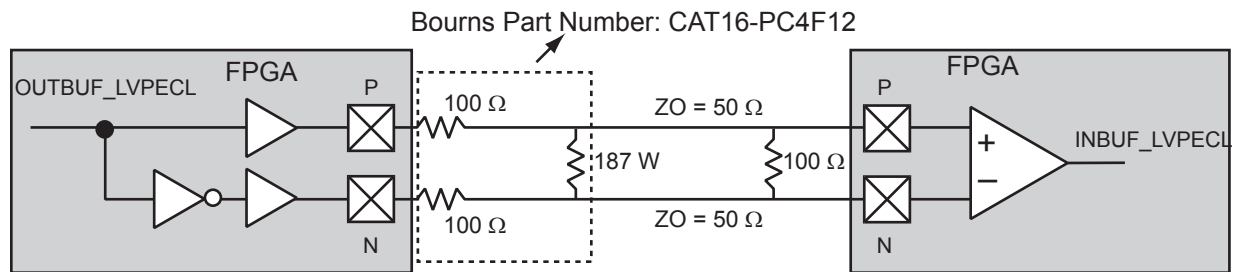 Bourns Part Number: CAT16-PC4F12
FPGA
OUTBUF_LVPECL
P
100 Ω
ZO = 50 Ω
187 W
100 Ω
100 Ω
ZO = 50 Ω
N
FPGA
P
+
–
INBUF_LVPECL
N